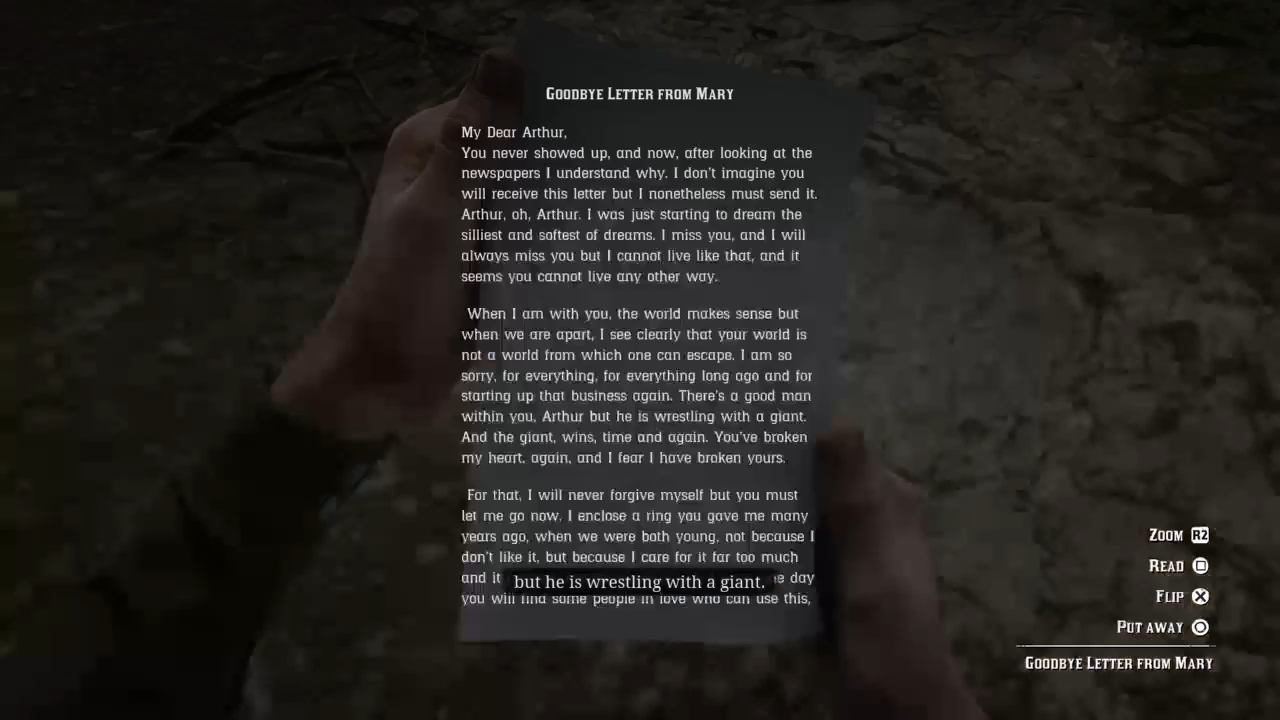 GOODBYE LETTER FROM MARY
My Dear Arthur,
You never showed up, and now, after looking at the
newspapers I understand why. I don't imagine you
will receive this letter but I nonetheless must send it.
Arthur, oh, Arthur. I was just starting to dream the
silliest and softest of dreams. I miss you, and I will
always miss you but I cannot live like that, and it
seems you cannot live any other way.
When I am with you, the world makes sense but
when we are apart, I see clearly that your world is
not a world from which one can escape. I am so
sorry, for everything, for everything long ago and for
starting up that business again. There's a good man
within you, Arthur but he is wrestling with a giant.
And the giant, wins, time and again. You've broken
my heart, again, and I fear I have broken yours.
For that, I will never forgive myself but you must
let me go now. I enclose a ring you gave me many
years ago, when we were both young, not because I
don't like it, but because I care for it far too much
and it day
but he is wrestling with a giant.
you will find some people in love who can use this,
ZOOM R2
READ
FLIP
PUT AWAY
GOODBYE LETTER FROM MARY